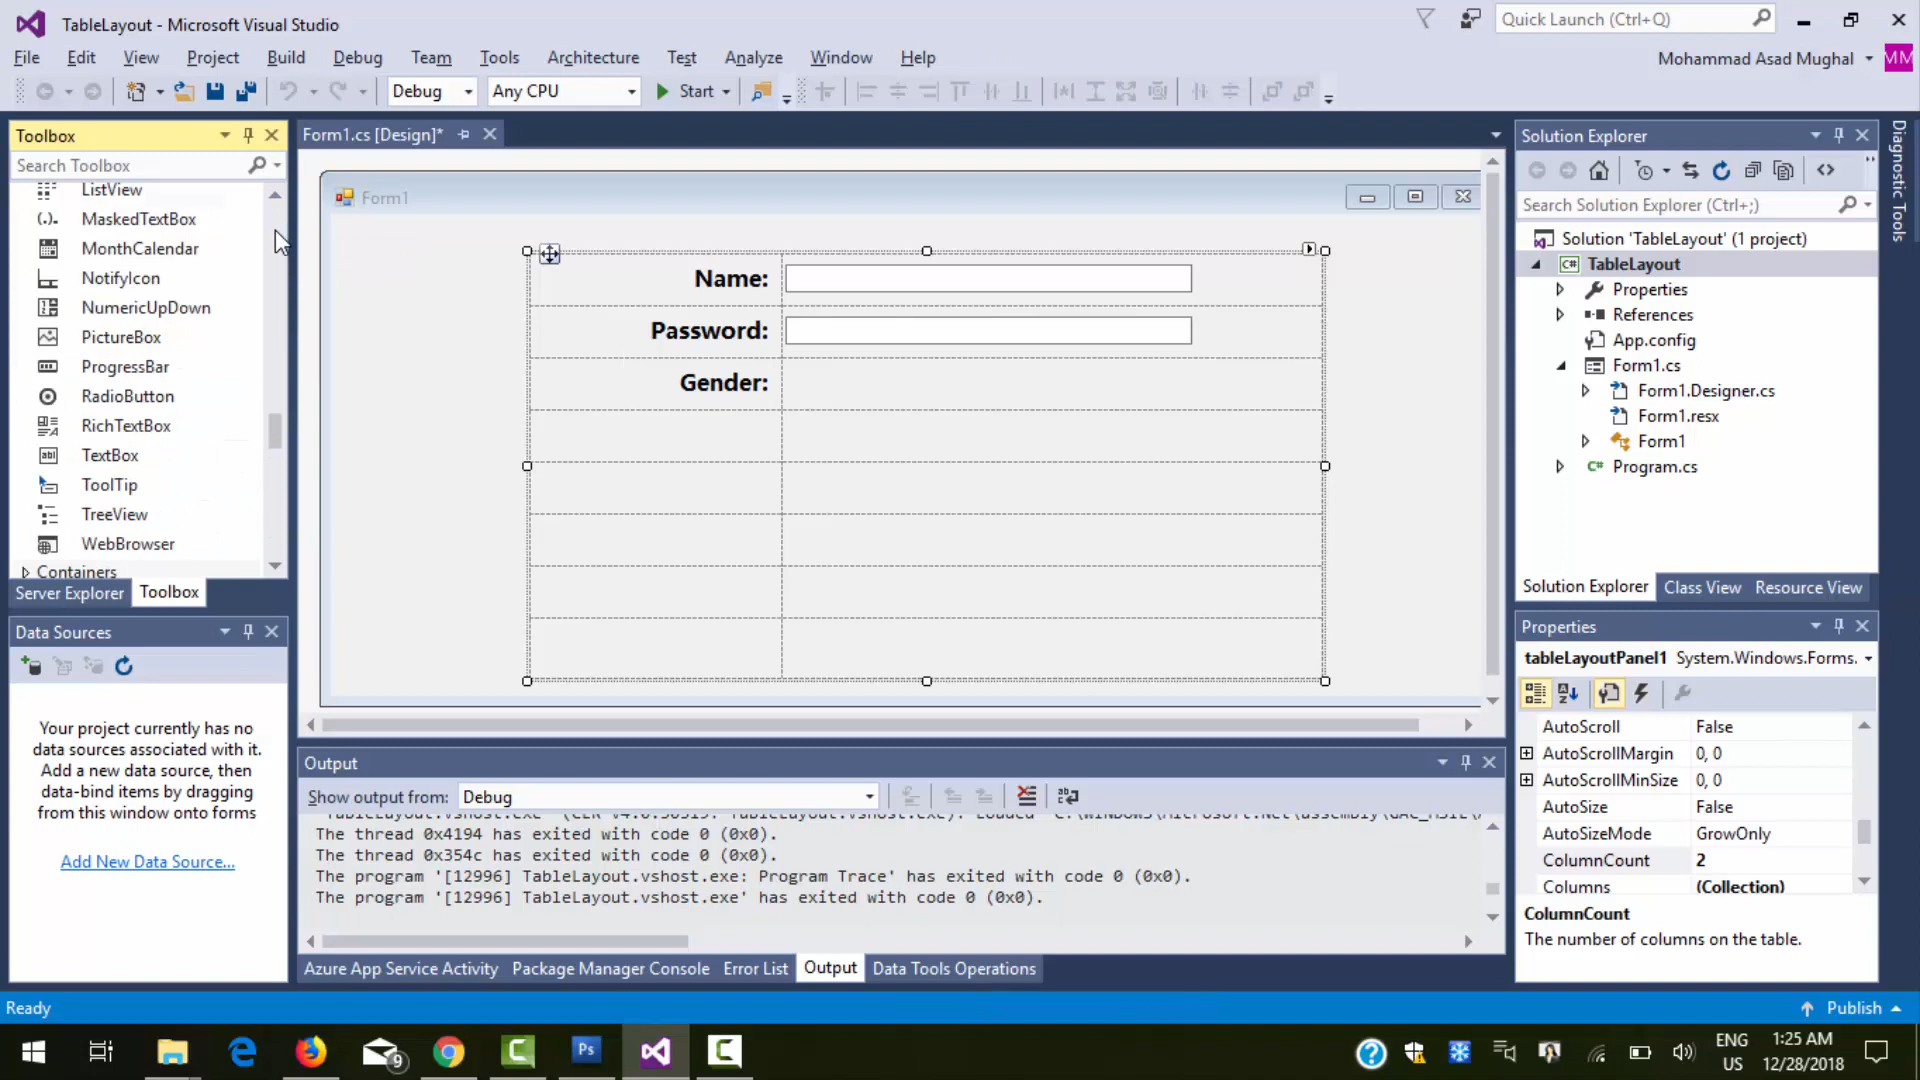 TableLayout - Microsoft Visual Studio
Quick Launch (Ctrl+Q)
File Edit View Project Build Debug Team Tools Architecture Test Analyze Window Help
Mohammad Asad Mughal MM
Debug Any CPU Start
Toolbox
Search Toolbox
ListView
MaskedTextBox
MonthCalendar
NotifyIcon
NumericUpDown
PictureBox
ProgressBar
RadioButton
RichTextBox
TextBox
ToolTip
TreeView
WebBrowser
Containers
Server Explorer Toolbox
Data Sources
Your project currently has no
data sources associated with it.
Add a new data source, then
data-bind items by dragging
from this window onto forms
Add New Data Source...
Form1.cs [Design]*
Form1
Name:
Password:
Gender:
Output
Show output from: Debug
The thread 0x4194 has exited with code 0 (0x0).
The thread 0x354c has exited with code 0 (0x0).
The program '[12996] TableLayout.vshost.exe: Program Trace' has exited with code 0 (0x0).
The program '[12996] TableLayout.vshost.exe' has exited with code 0 (0x0).
Azure App Service Activity Package Manager Console Error List Output Data Tools Operations
Solution Explorer
Search Solution Explorer (Ctrl+;)
Solution 'TableLayout' (1 project)
C# TableLayout
Properties
References
App.config
Form1.cs
Form1.Designer.cs
Form1.resx
Form1
C# Program.cs
Solution Explorer Class View Resource View
Diagnostic Tools
Properties
tableLayoutPanel1 System.Windows.Forms.
AutoScroll False
AutoScrollMargin 0, 0
AutoScrollMinSize 0, 0
AutoSize False
AutoSizeMode GrowOnly
ColumnCount 2
Columns (Collection)
ColumnCount
The number of columns on the table.
Ready
Publish
9
Ps
ENG
US
1:25 AM
12/28/2018